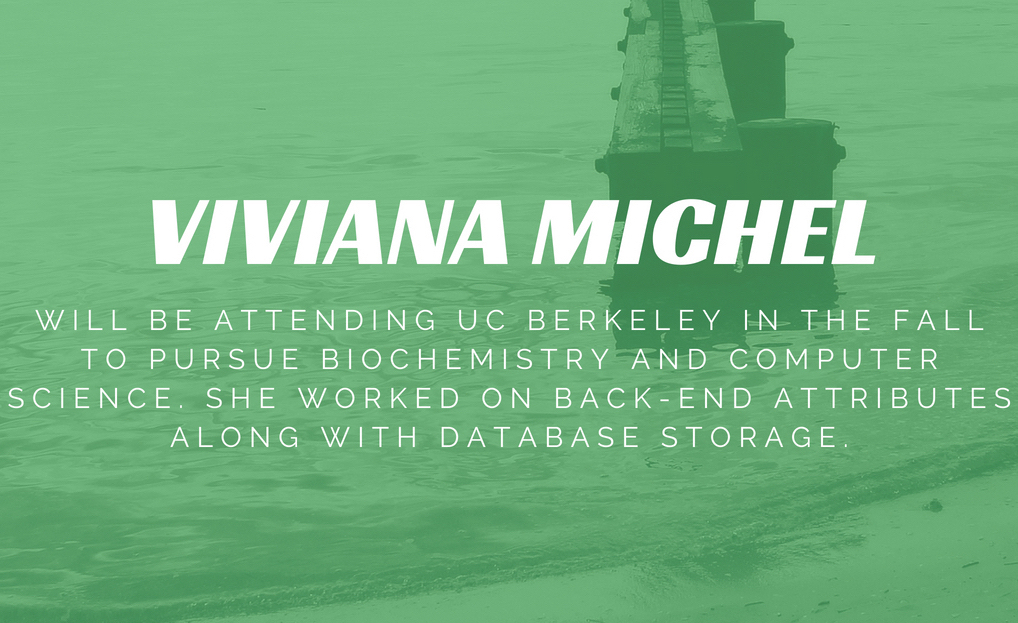 VIVIANA MICHEL
WILL BE ATTENDING UC BERKELEY IN THE FALL
TO PURSUE BIOCHEMISTRY AND COMPUTER
SCIENCE. SHE WORKED ON BACK-END ATTRIBUTES
ALONG WITH DATABASE STORAGE.